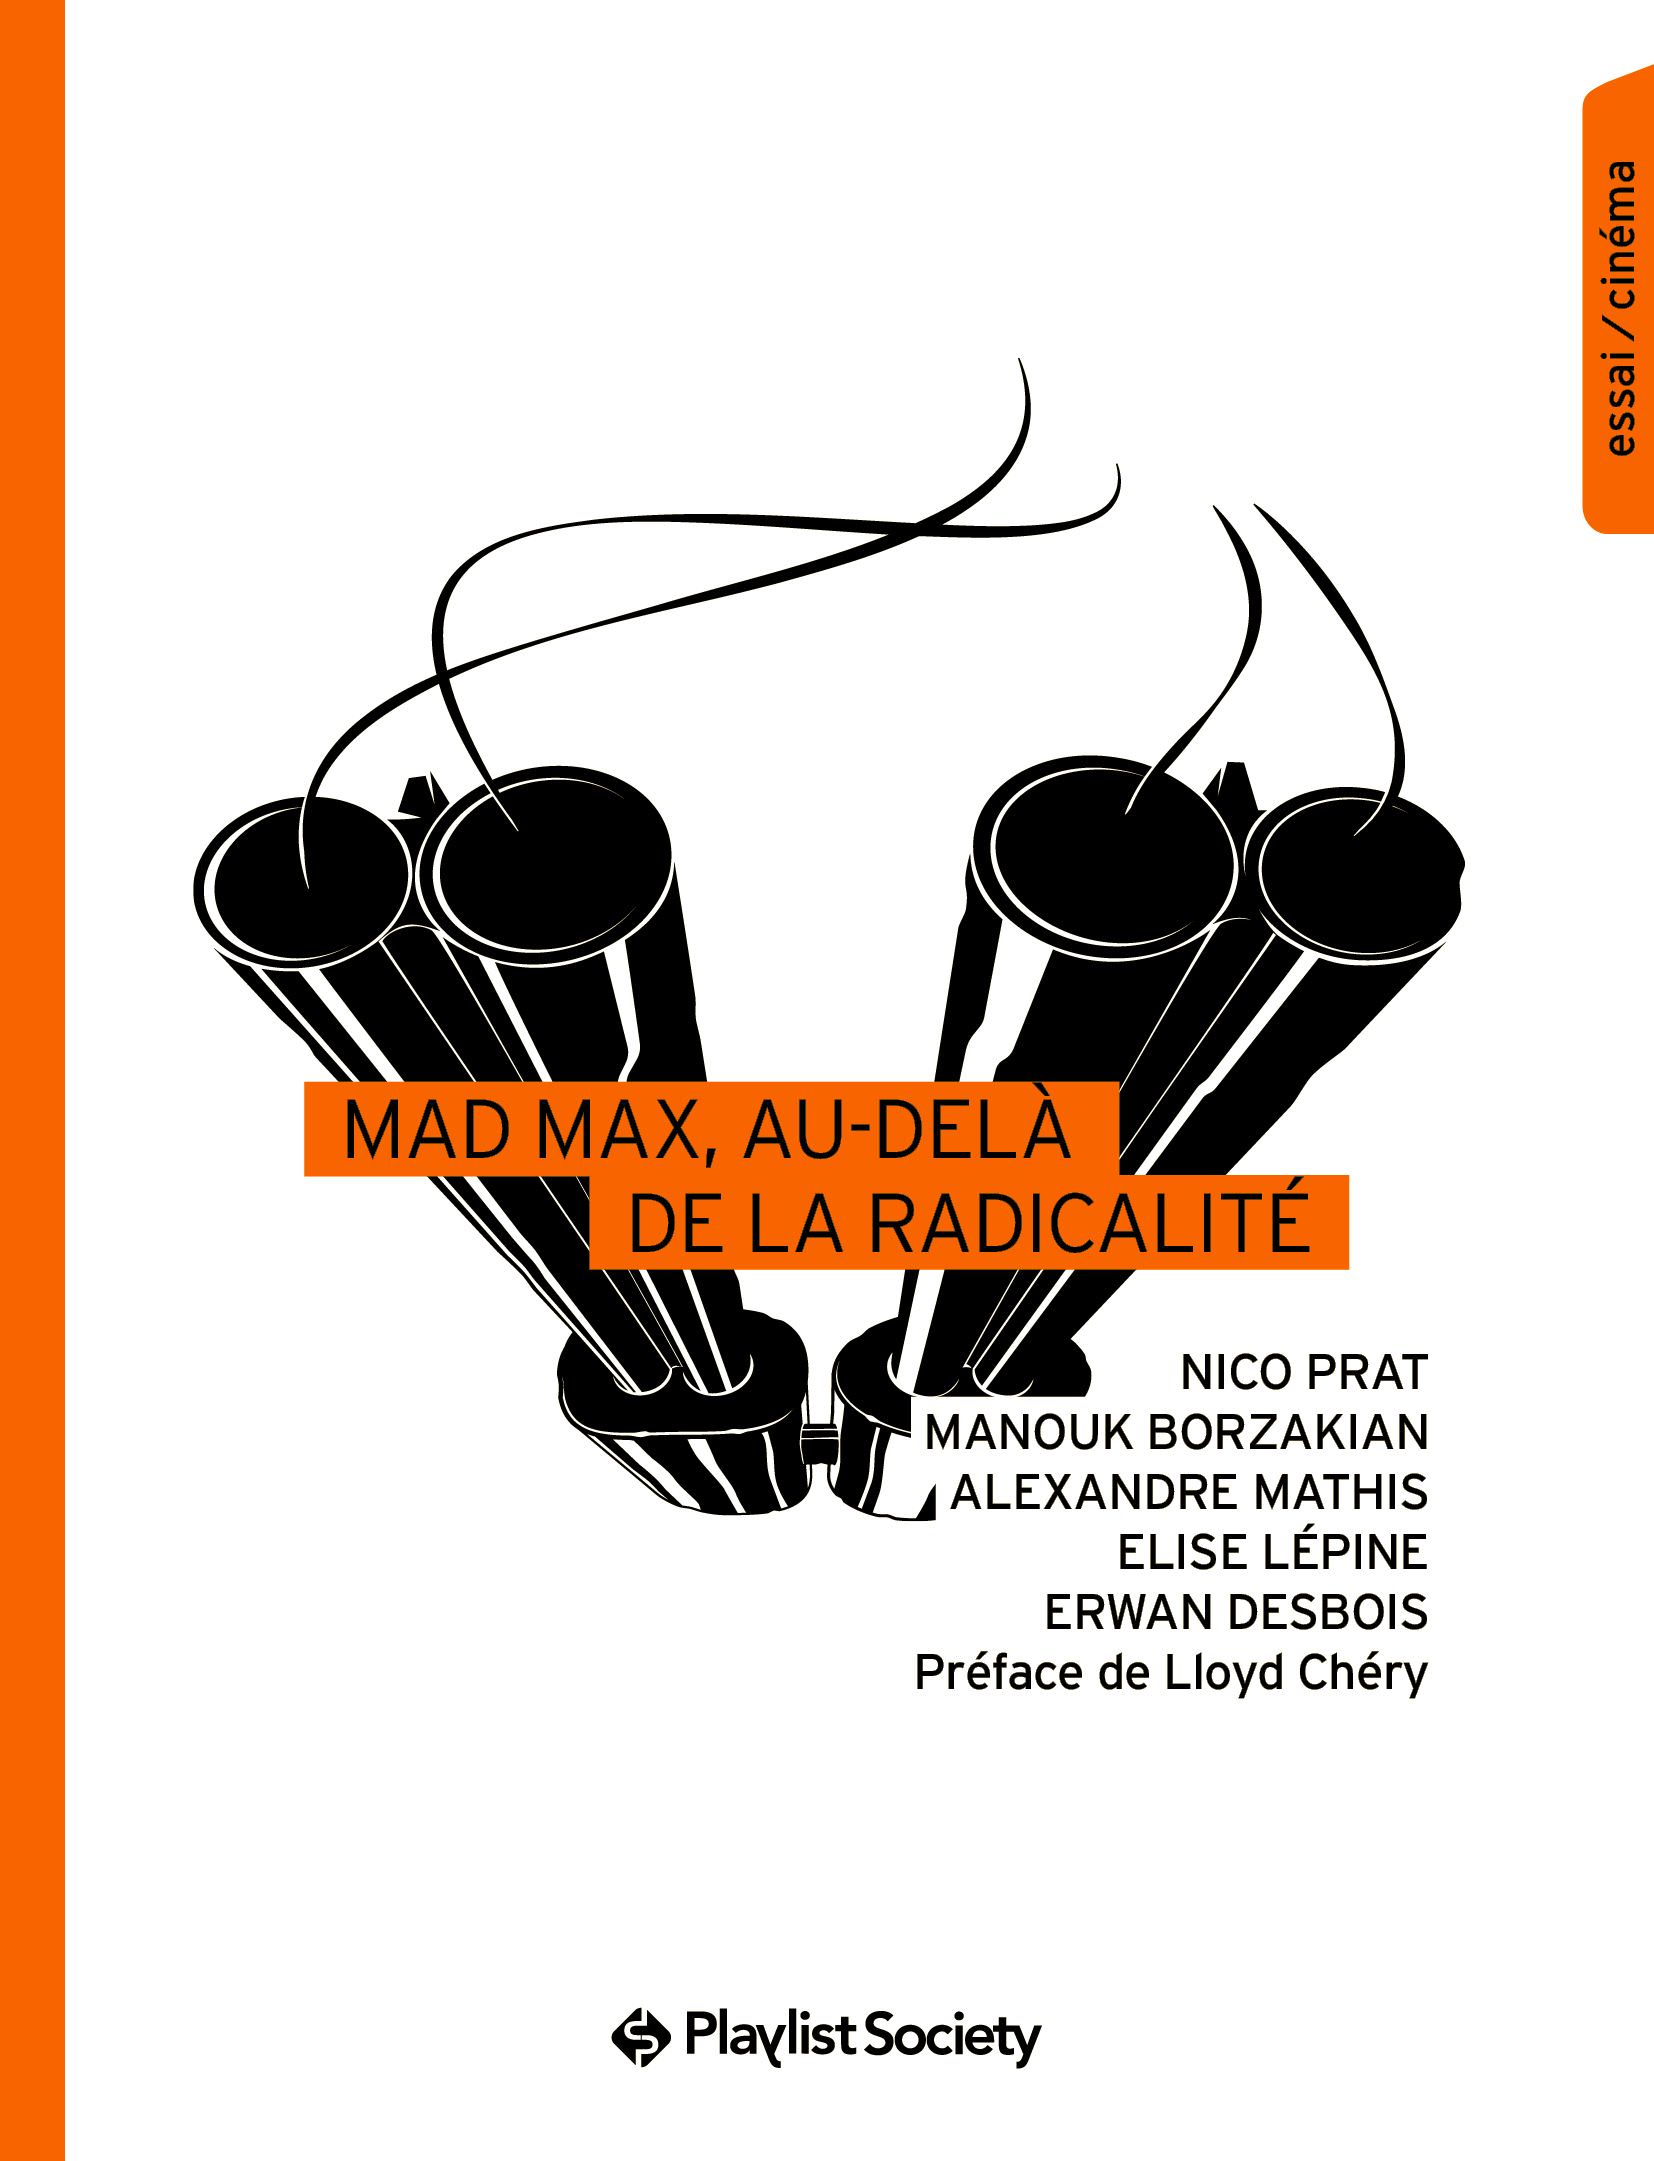 essai / cinéma
MAD MAX, AU-DELÀ
DE LA RADICALITÉ
NICO PRAT
MANOUK BORZAKIAN
ALEXANDRE MATHIS
ELISE LÉPINE
ERWAN DESBOIS
Préface de Lloyd Chéry
Playlist Society